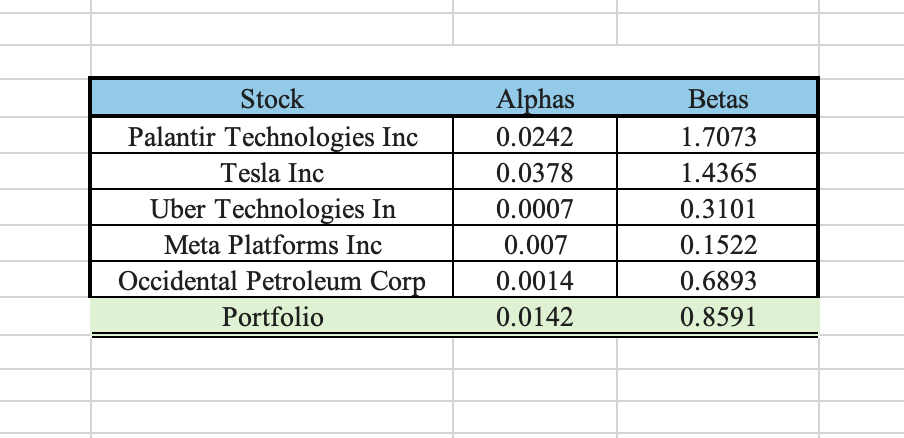 Stock Alphas Betas
Palantir Technologies Inc 0.0242 1.7073
Tesla Inc 0.0378 1.4365
Uber Technologies In 0.0007 0.3101
Meta Platforms Inc 0.007 0.1522
Occidental Petroleum Corp 0.0014 0.6893
Portfolio 0.0142 0.8591